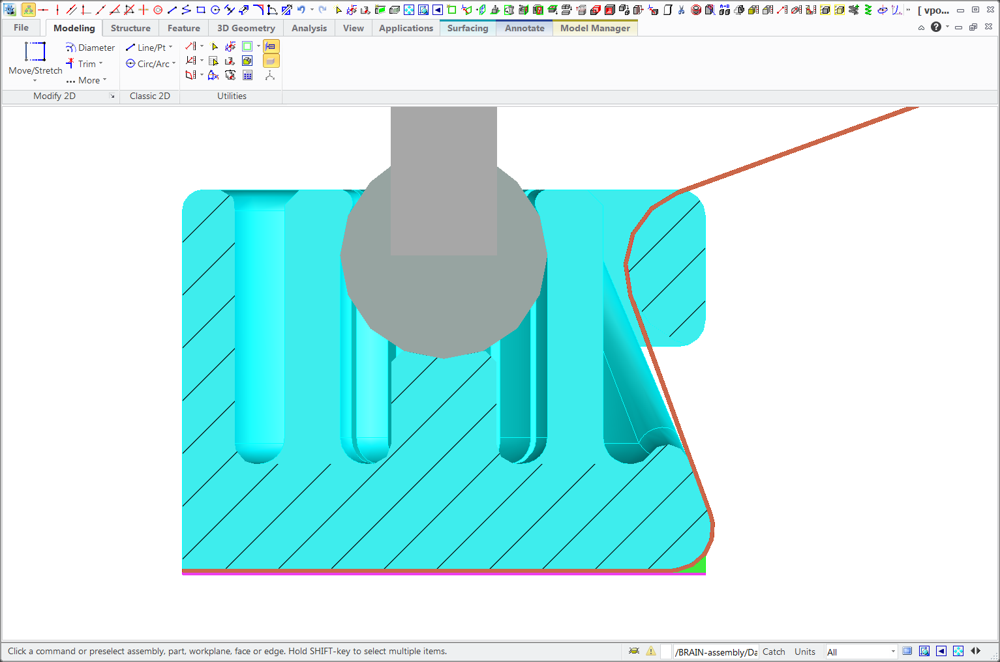 [ vpo...
File Modeling Structure Feature 3D Geometry Analysis View Applications Surfacing Annotate Model Manager
Move/Stretch
Diameter
Trim
... More
Modify 2D
Line/Pt
Circ/Arc
Classic 2D
Utilities
Click a command or preselect assembly, part, workplane, face or edge. Hold SHIFT-key to select multiple items.
/BRAIN-assembly/Da Catch Units All